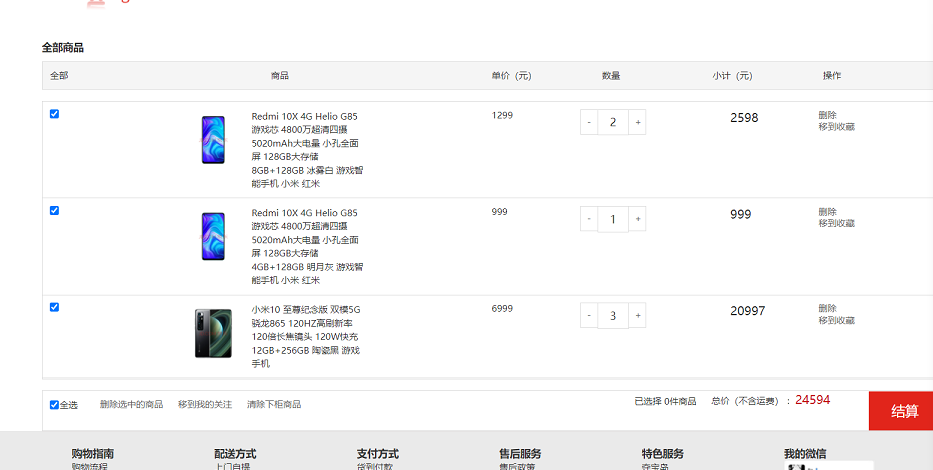 全部商品
全部 商品 单价（元） 数量 小计（元） 操作
Redmi 10X 4G Helio G85
游戏芯 4800万超清四摄
5020mAh大电量 小孔全面
屏 128GB大存储
8GB+128GB 冰雾白 游戏智
能手机 小米 红米
1299
- 2 +
2598
删除
移到收藏
Redmi 10X 4G Helio G85
游戏芯 4800万超清四摄
5020mAh大电量 小孔全面
屏 128GB大存储
4GB+128GB 明月灰 游戏智
能手机 小米 红米
999
- 1 +
999
删除
移到收藏
小米10 至尊纪念版 双模5G
骁龙865 120HZ高刷新率
120倍长焦镜头 120W快充
12GB+256GB 陶瓷黑 游戏
手机
6999
- 3 +
20997
删除
移到收藏
全选 删除选中的商品 移到我的关注 清除下柜商品 已选择 0件商品 总价（不含运费）： 24594 结算
购物指南 配送方式 支付方式 售后服务 特色服务 我的微信
购物流程 上门自提 货到付款 售后政策 夺宝岛